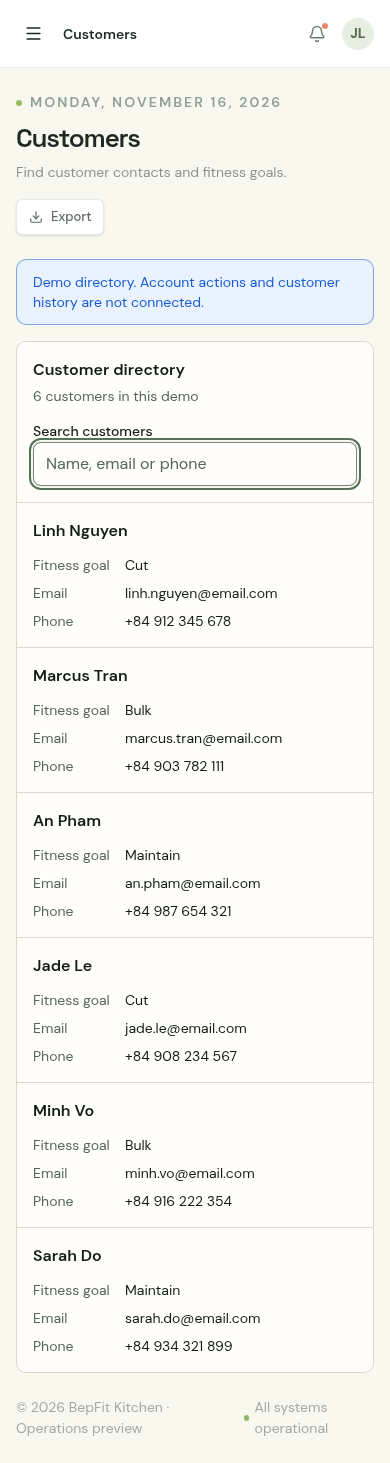 Customers
JL
MONDAY, NOVEMBER 16, 2026
Customers
Find customer contacts and fitness goals.
Export
Demo directory. Account actions and customer
history are not connected.
Customer directory
6 customers in this demo
Search customers
Name, email or phone
Linh Nguyen
Fitness goal Cut
Email linh.nguyen@email.com
Phone +84 912 345 678
Marcus Tran
Fitness goal Bulk
Email marcus.tran@email.com
Phone +84 903 782 111
An Pham
Fitness goal Maintain
Email an.pham@email.com
Phone +84 987 654 321
Jade Le
Fitness goal Cut
Email jade.le@email.com
Phone +84 908 234 567
Minh Vo
Fitness goal Bulk
Email minh.vo@email.com
Phone +84 916 222 354
Sarah Do
Fitness goal Maintain
Email sarah.do@email.com
Phone +84 934 321 899
© 2026 BepFit Kitchen ·
Operations preview
All systems
operational